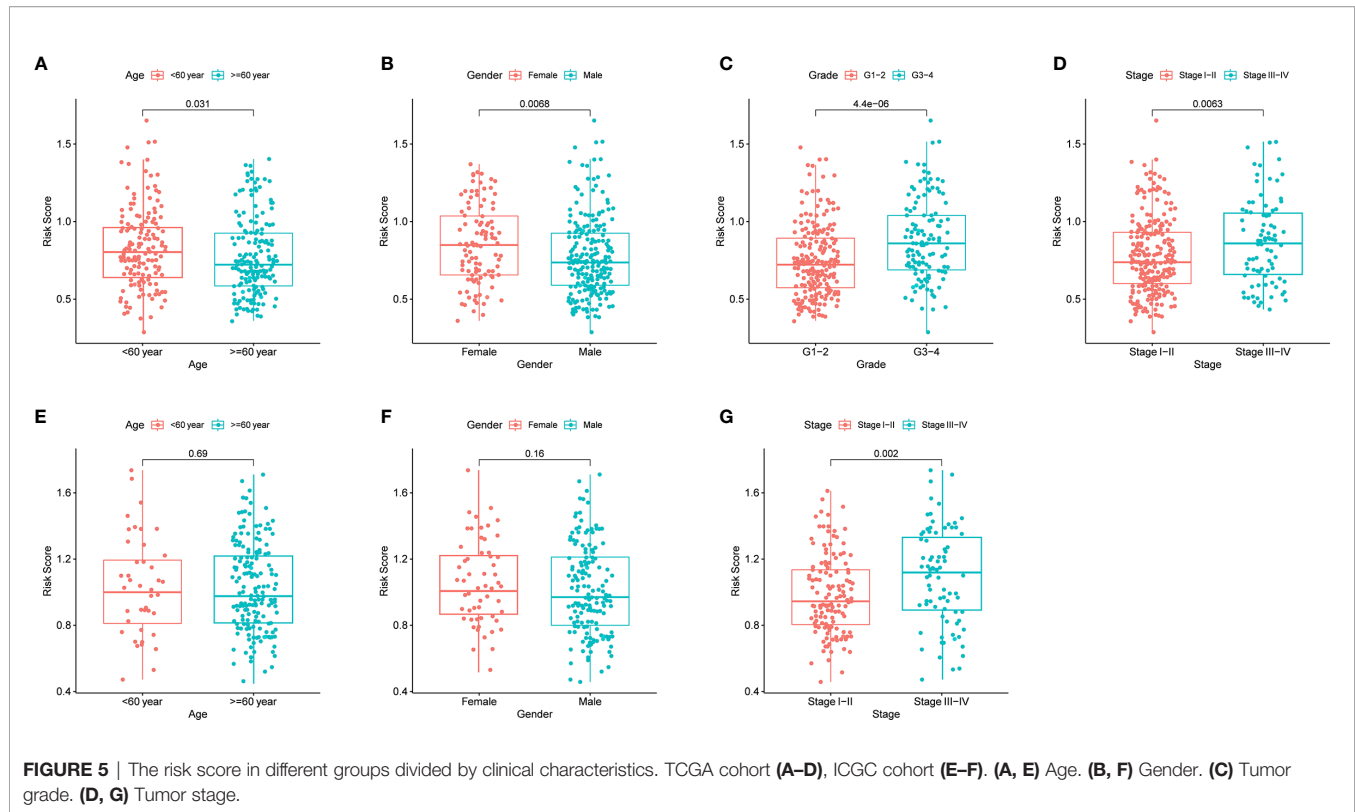 A
Age <60 year >=60 year
0.031
1.5
1.0
0.5
Risk Score
<60 year >=60 year
Age
B
Gender Female Male
0.0068
1.5
1.0
0.5
Risk Score
Female Male
Gender
C
Grade G1−2 G3−4
4.4e−06
1.5
1.0
0.5
Risk Score
G1−2 G3−4
Grade
D
Stage Stage I−II Stage III−IV
0.0063
1.5
1.0
0.5
Risk Score
Stage I−II Stage III−IV
Stage
E
Age <60 year >=60 year
0.69
1.6
1.2
0.8
0.4
Risk Score
<60 year >=60 year
Age
F
Gender Female Male
0.16
1.6
1.2
0.8
0.4
Risk Score
Female Male
Gender
G
Stage Stage I−II Stage III−IV
0.002
1.6
1.2
0.8
0.4
Risk Score
Stage I−II Stage III−IV
Stage
FIGURE 5 | The risk score in different groups divided by clinical characteristics. TCGA cohort (A–D), ICGC cohort (E–F). (A, E) Age. (B, F) Gender. (C) Tumor
grade. (D, G) Tumor stage.